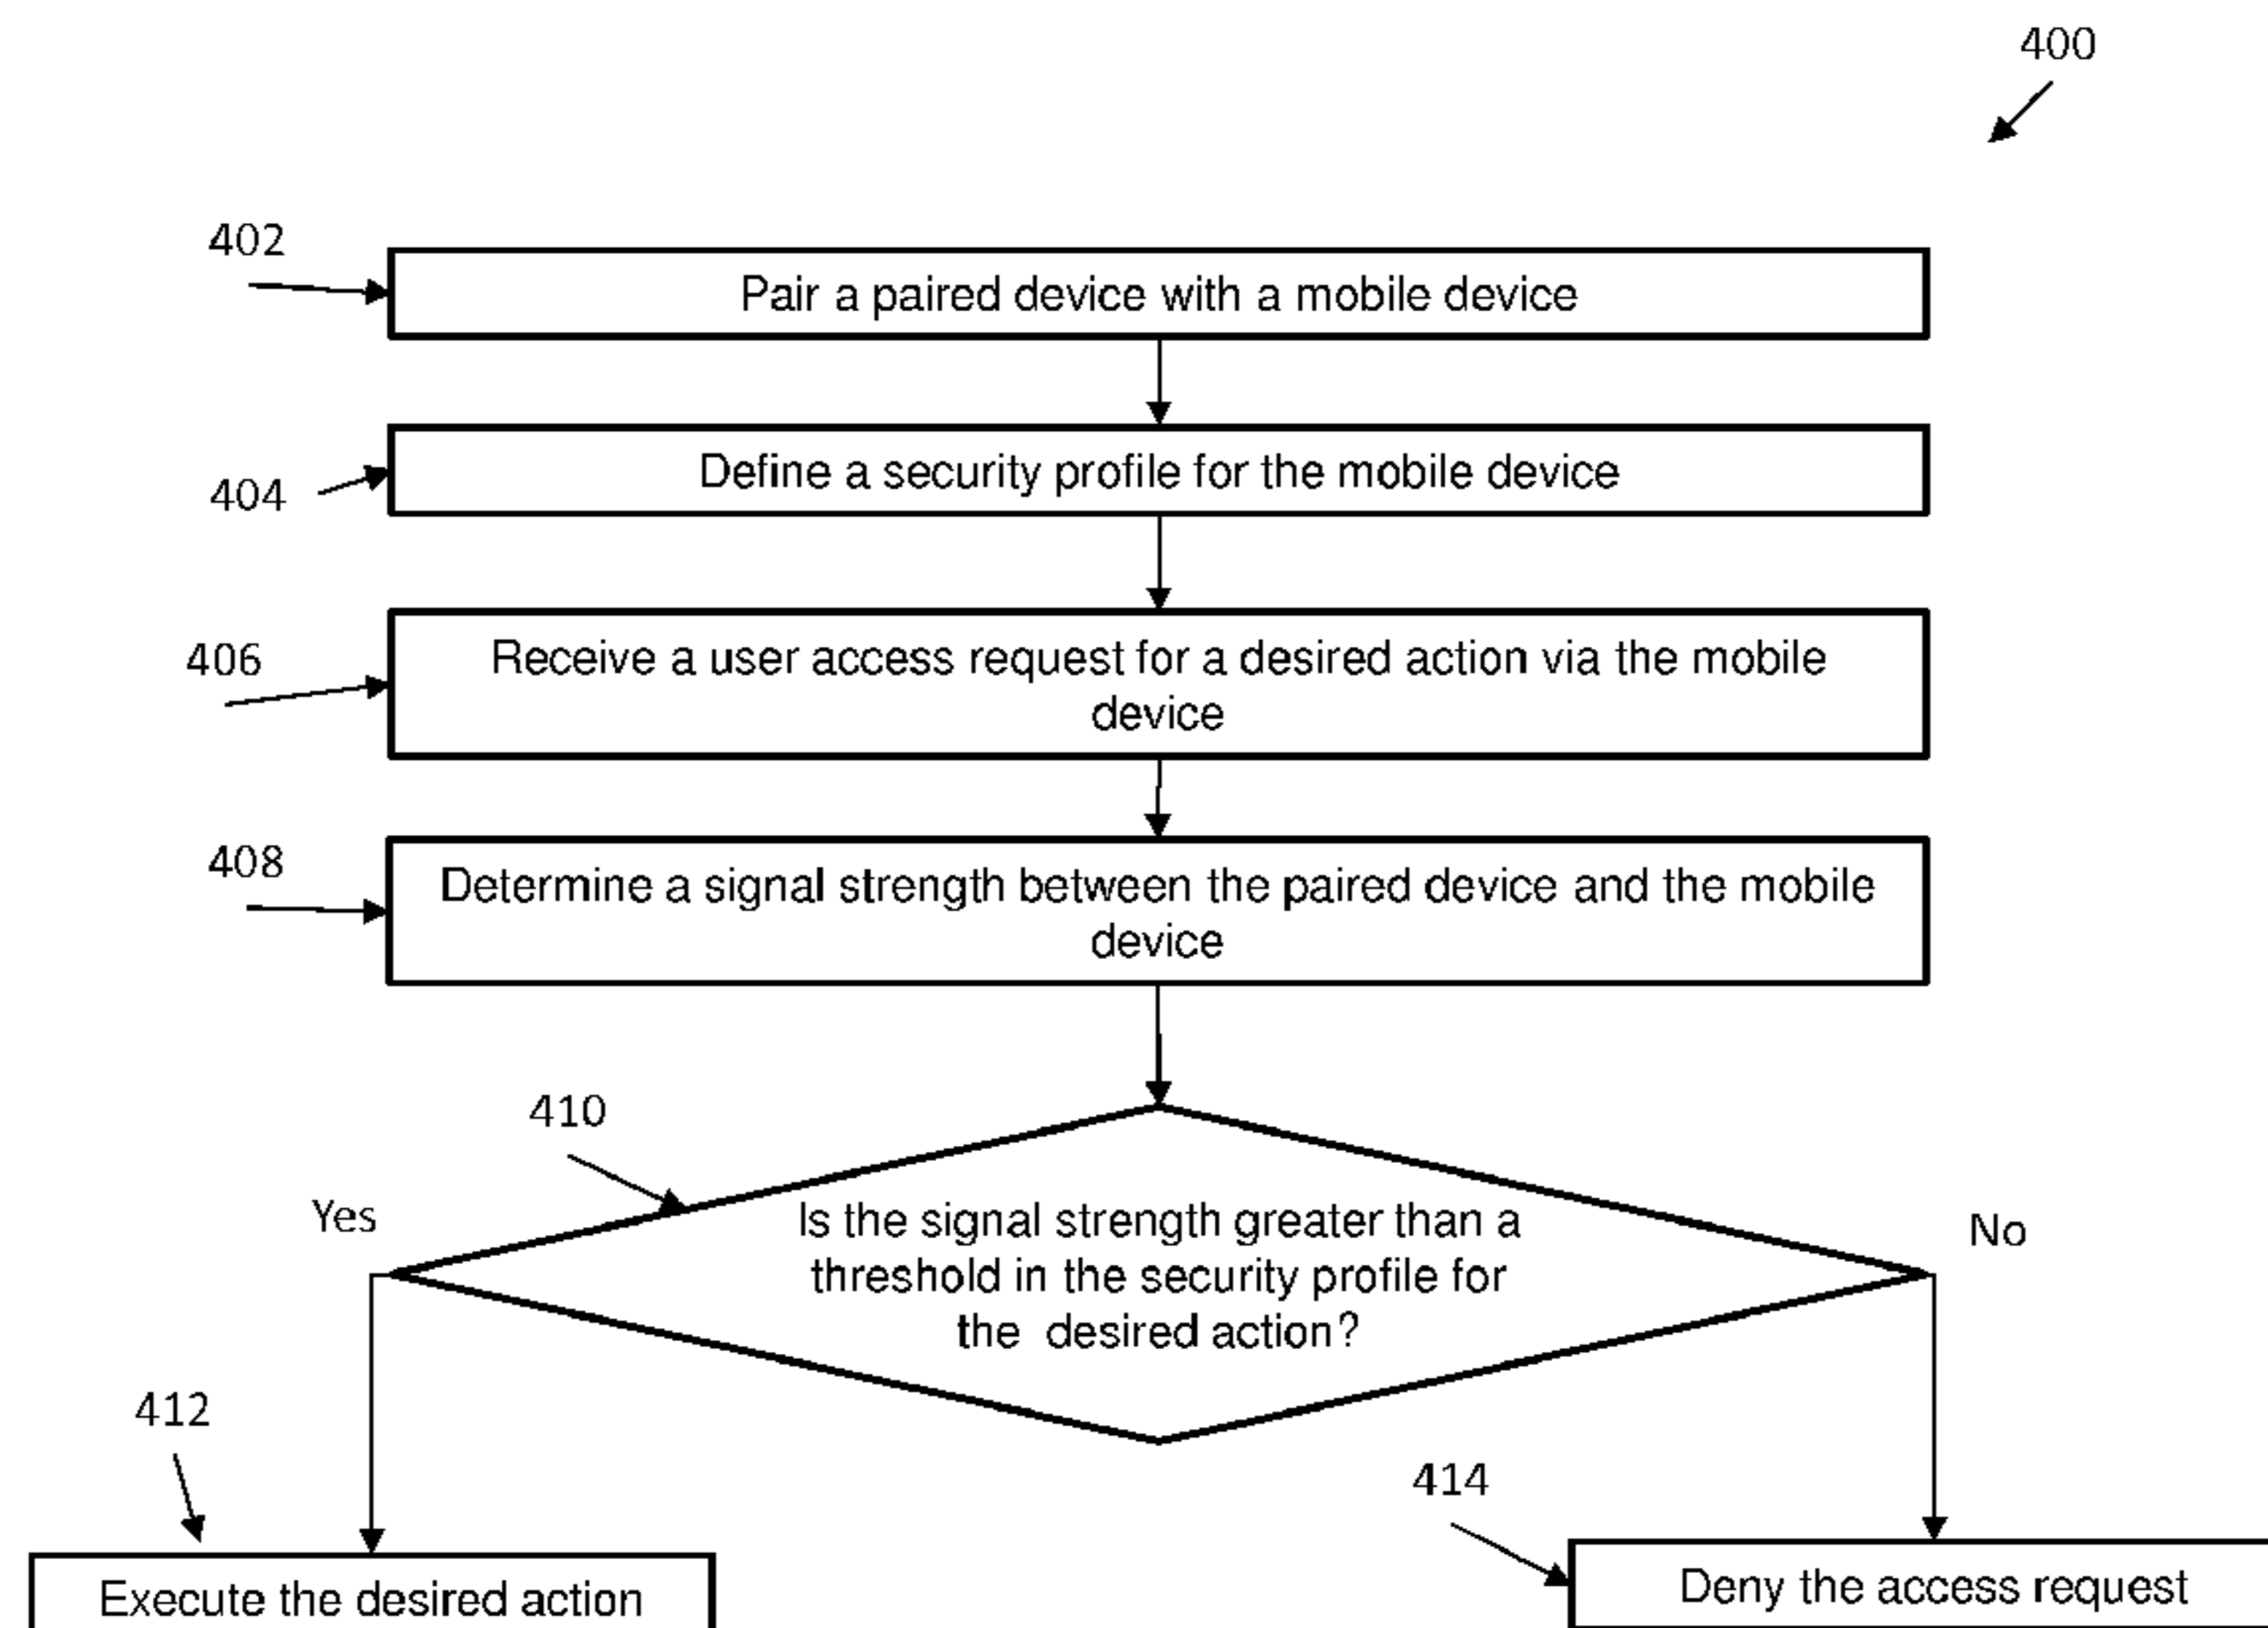 400
402
Pair a paired device with a mobile device
404
Define a security profile for the mobile device
406
Receive a user access request for a desired action via the mobile
device
408
Determine a signal strength between the paired device and the mobile
device
410
Yes
Is the signal strength greater than a
threshold in the security profile for
the desired action?
No
412
414
Execute the desired action
Deny the access request